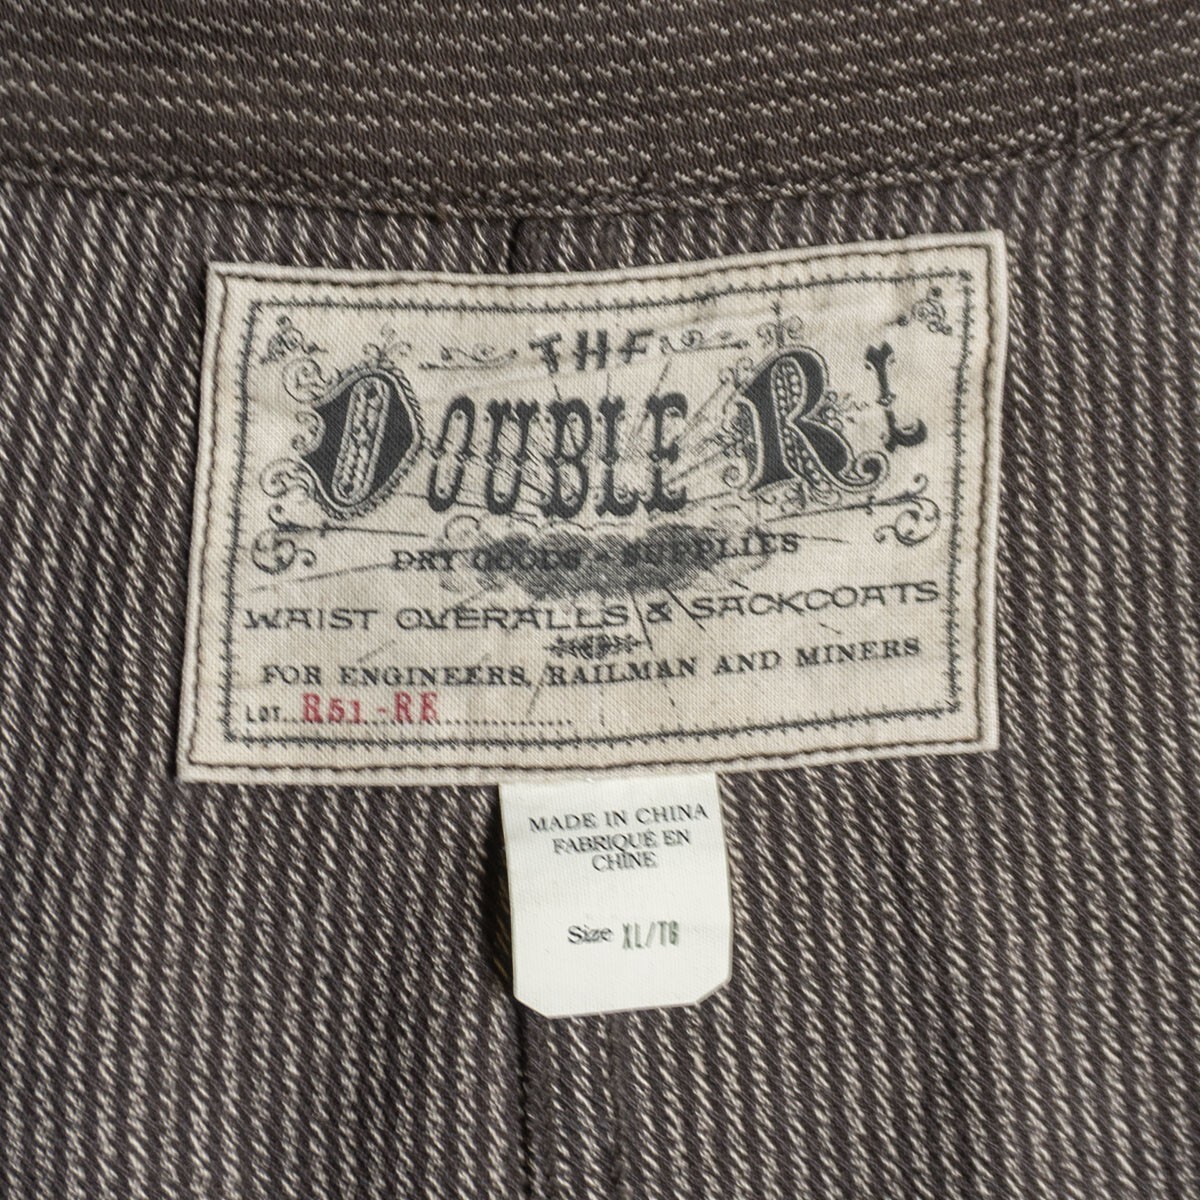 THE
DOUBLE RL
DRY GOODS - SUPPLIES
WAIST OVERALLS & SACKCOATS
FOR ENGINEERS, RAILMAN AND MINERS
LOT. R51-RE
MADE IN CHINA
FABRIQUÉ EN
CHINE
Size XL/TG